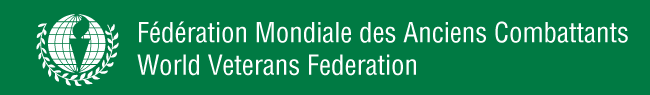 Fédération Mondiale des Anciens Combattants
World Veterans Federation